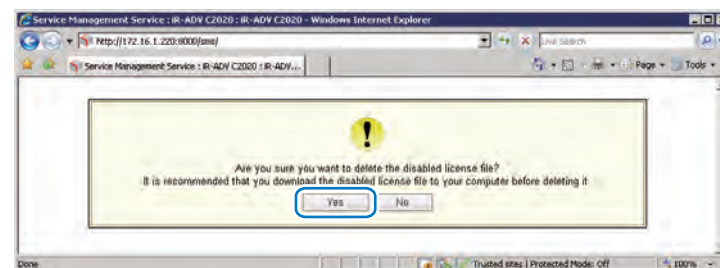 Service Management Service : iR-ADV C2020 : iR-ADV C2020 - Windows Internet Explorer
http://172.16.1.220:8000/sms/
Live Search
Service Management Service : iR-ADV C2020 : iR-ADV...
Page
Tools
!
Are you sure you want to delete the disabled license file?
It is recommended that you download the disabled license file to your computer before deleting it
Yes
No
Done
Trusted sites | Protected Mode: Off
100%